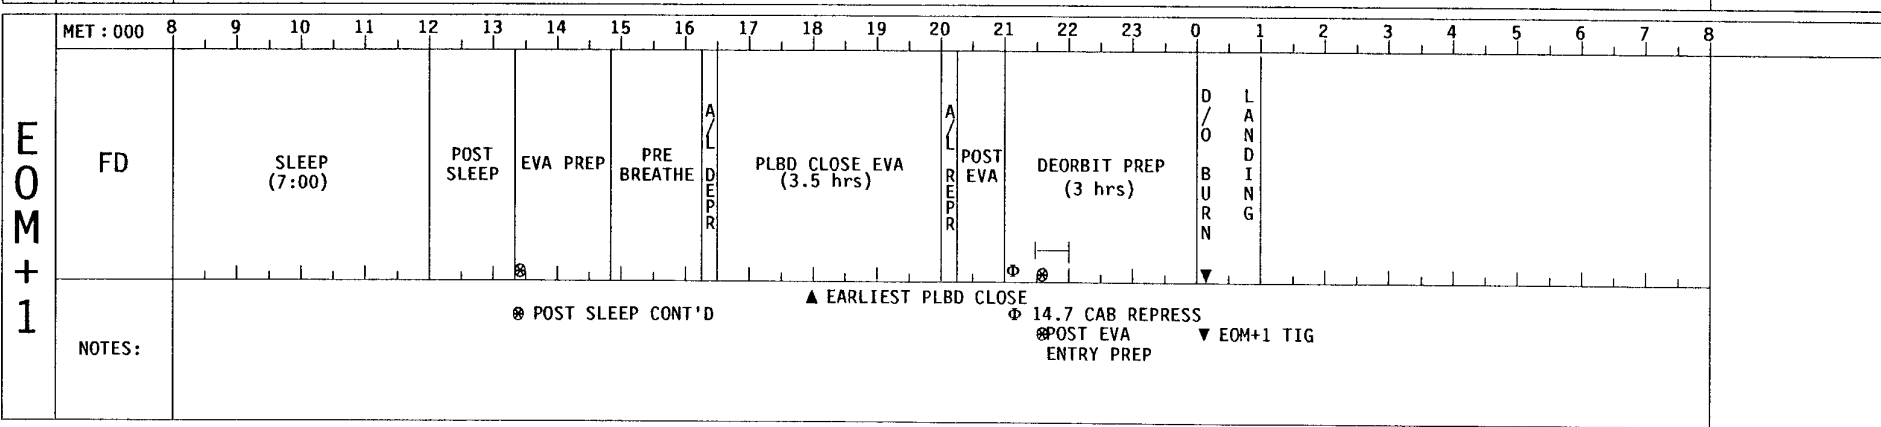 MET : 000 8 9 10 11 12 13 14 15 16 17 18 19 20 21 22 23 0 1 2 3 4 5 6 7 8
EOM+1
FD
SLEEP
(7:00)
POST
SLEEP
EVA PREP
PRE
BREATHE
A/L DEPR
PLBD CLOSE EVA
(3.5 hrs)
A/L REPR
POST
EVA
DEORBIT PREP
(3 hrs)
D/O BURN
LANDING
⊛
Φ
⊛
▼
NOTES:
▲ EARLIEST PLBD CLOSE
⊛ POST SLEEP CONT'D
Φ 14.7 CAB REPRESS
⊛POST EVA
ENTRY PREP
▼ EOM+1 TIG